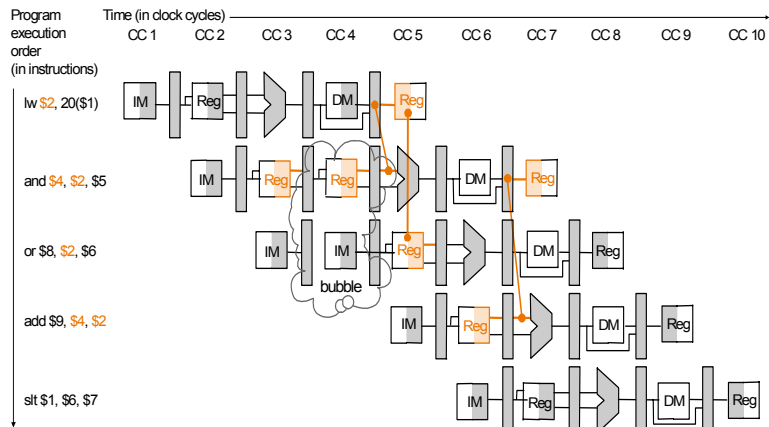 Program execution order (in instructions)
Time (in clock cycles)
CC 1 CC 2 CC 3 CC 4 CC 5 CC 6 CC 7 CC 8 CC 9 CC 10
lw $2, 20($1)
IM Reg DM Reg
and $4, $2, $5
IM Reg Reg DM Reg
or $8, $2, $6
IM IM Reg DM Reg
bubble
add $9, $4, $2
IM Reg DM Reg
slt $1, $6, $7
IM Reg DM Reg